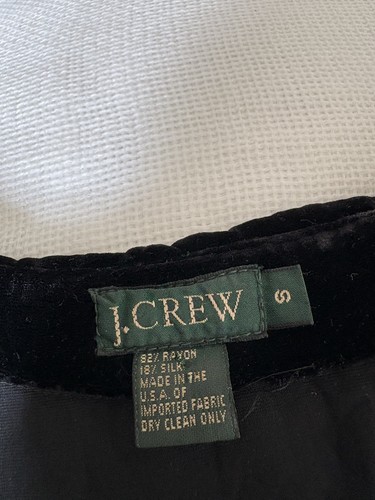 J.CREW
S
82% RAYON
18% SILK
MADE IN THE
U.S.A. OF
IMPORTED FABRIC
DRY CLEAN ONLY